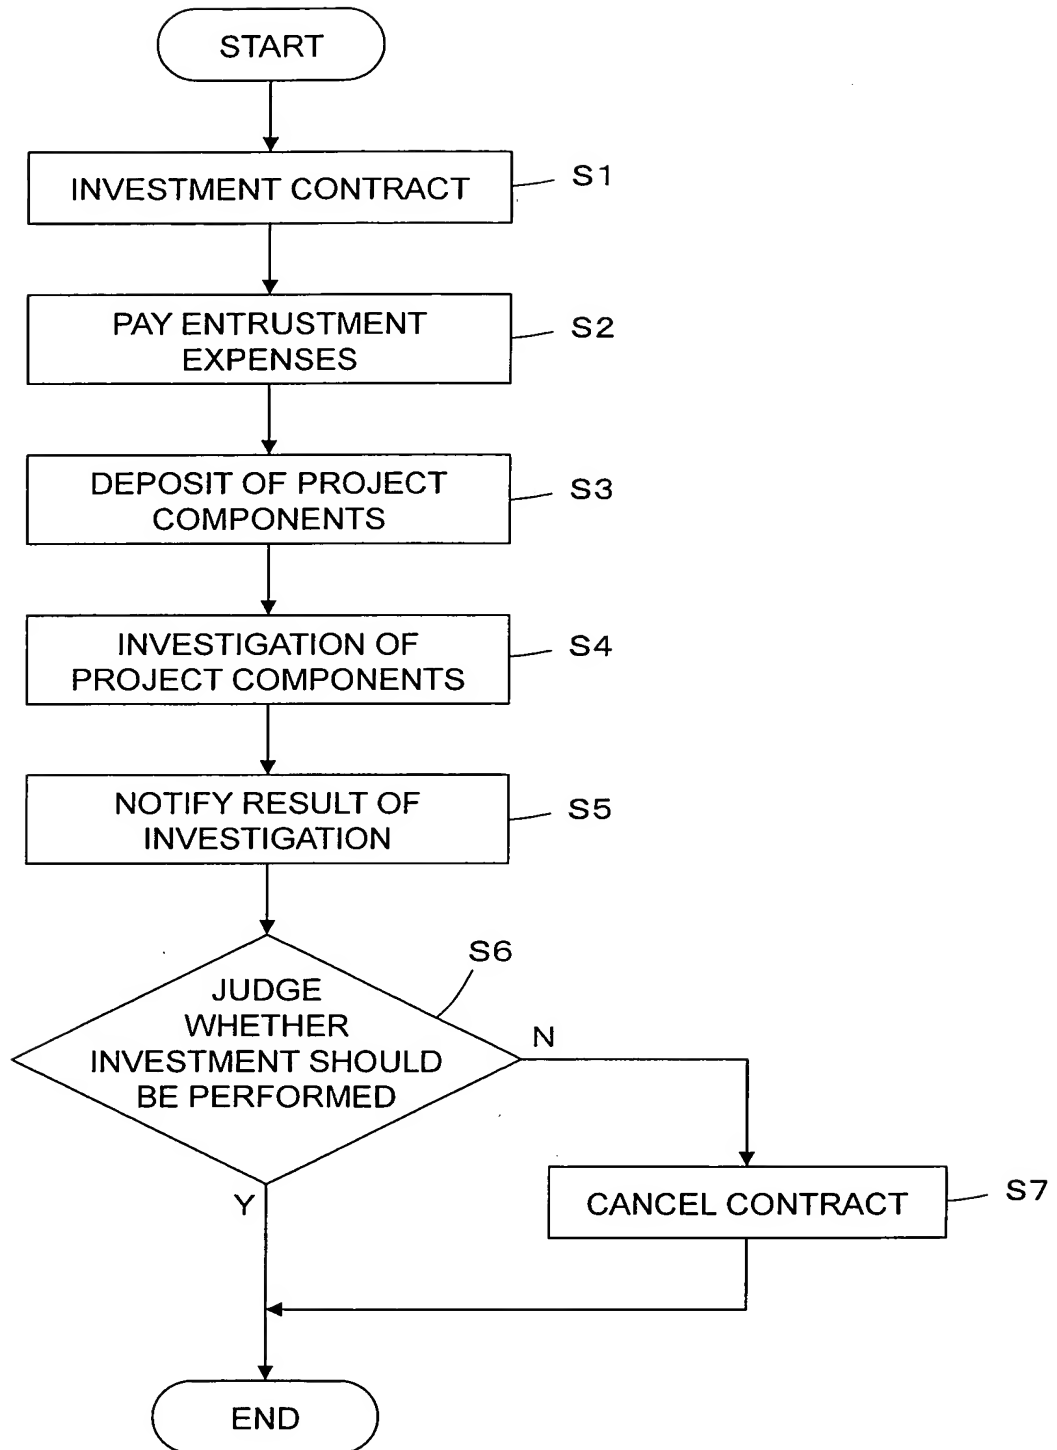 START
INVESTMENT CONTRACT
S1
PAY ENTRUSTMENT
EXPENSES
S2
DEPOSIT OF PROJECT
COMPONENTS
S3
INVESTIGATION OF
PROJECT COMPONENTS
S4
NOTIFY RESULT OF
INVESTIGATION
S5
S6
JUDGE
WHETHER
INVESTMENT SHOULD
BE PERFORMED
N
Y
CANCEL CONTRACT
S7
END